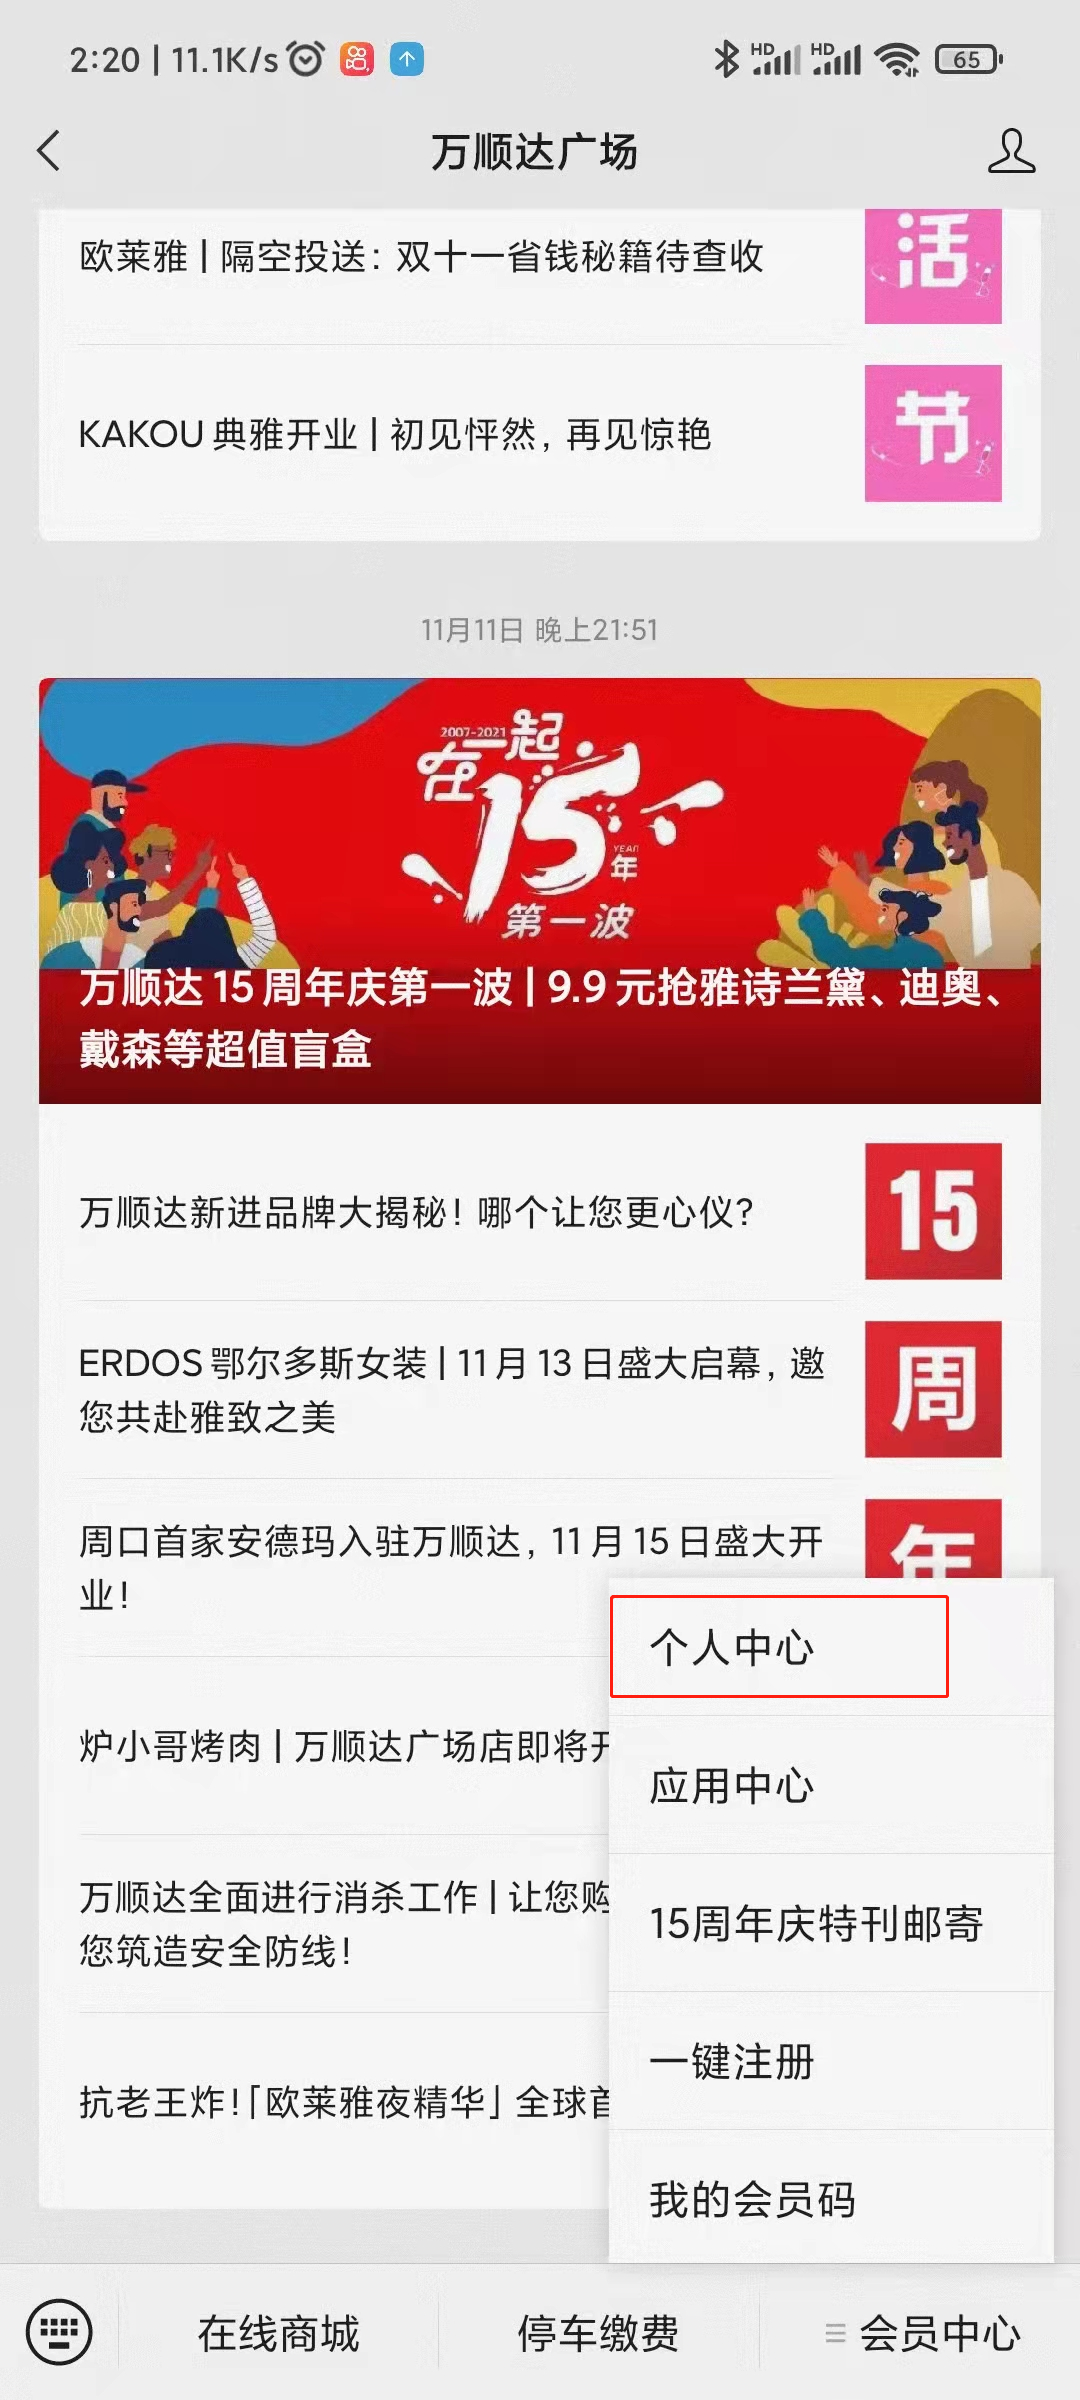 2:20 | 11.1K/s
HD HD 65
万顺达广场
欧莱雅 | 隔空投送：双十一省钱秘籍待查收
活
KAKOU 典雅开业 | 初见怦然，再见惊艳
节
11月11日 晚上21:51
2007-2021
在一起
15
YEAR
年
第一波
万顺达 15 周年庆第一波 | 9.9 元抢雅诗兰黛、迪奥、
戴森等超值盲盒
万顺达新进品牌大揭秘！哪个让您更心仪？
15
ERDOS 鄂尔多斯女装 | 11 月 13 日盛大启幕，邀
您共赴雅致之美
周
周口首家安德玛入驻万顺达，11 月 15 日盛大开
业！
年
炉小哥烤肉 | 万顺达广场店即将开
万顺达全面进行消杀工作 | 让您购
您筑造安全防线！
抗老王炸！「欧莱雅夜精华」全球首
个人中心
应用中心
15周年庆特刊邮寄
一键注册
我的会员码
在线商城
停车缴费
会员中心